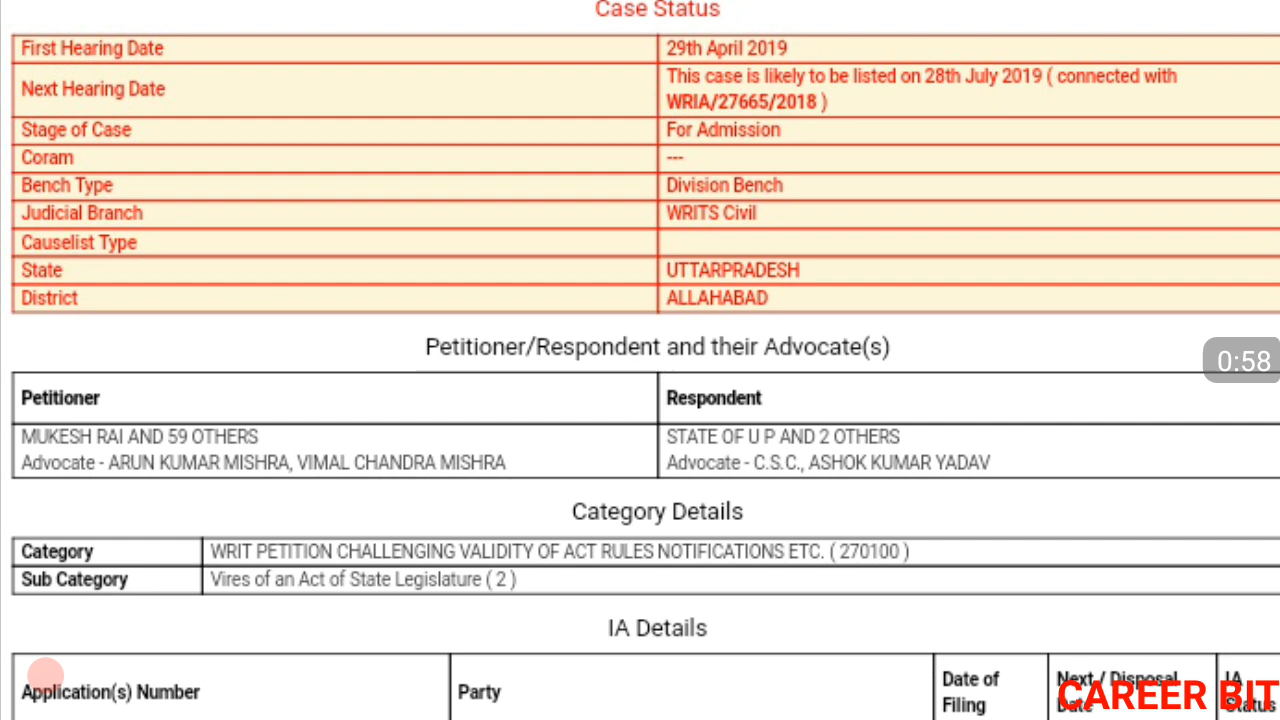 Case Status
First Hearing Date 29th April 2019
Next Hearing Date This case is likely to be listed on 28th July 2019 ( connected with
WRIA/27665/2018 )
Stage of Case For Admission
Coram ---
Bench Type Division Bench
Judicial Branch WRITS Civil
Causelist Type
State UTTARPRADESH
District ALLAHABAD
Petitioner/Respondent and their Advocate(s)
0:58
Petitioner Respondent
MUKESH RAI AND 59 OTHERS STATE OF U P AND 2 OTHERS
Advocate - ARUN KUMAR MISHRA, VIMAL CHANDRA MISHRA Advocate - C.S.C., ASHOK KUMAR YADAV
Category Details
Category WRIT PETITION CHALLENGING VALIDITY OF ACT RULES NOTIFICATIONS ETC. ( 270100 )
Sub Category Vires of an Act of State Legislature ( 2 )
IA Details
Application(s) Number Party Date of Filing Next / Disposal Date IA Status
CAREER BIT